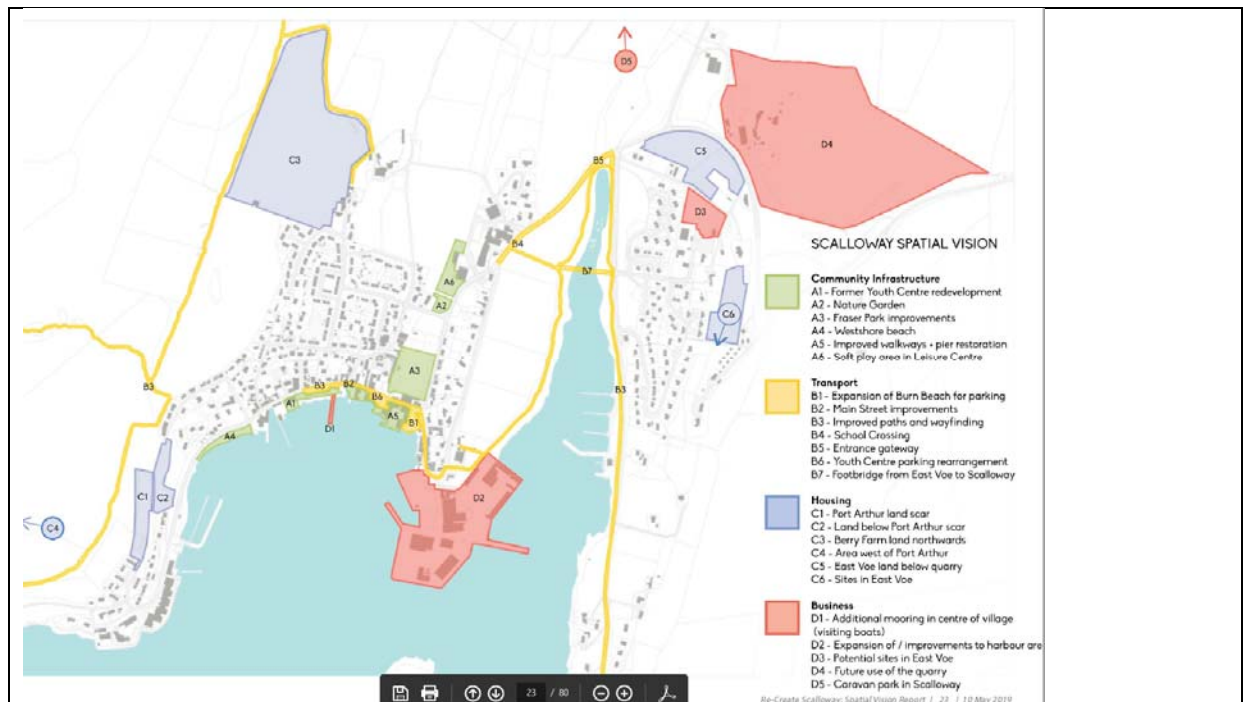 D5
C3
C5
D4
B5
D3
B4
A6
B7
A2
C6
A3
B3
B3
B3
B2
B6
A1
A5
B1
D1
A4
D2
C1
C2
C4
SCALLOWAY SPATIAL VISION
Community Infrastructure
A1 - Former Youth Centre redevelopment
A2 - Nature Garden
A3 - Fraser Park improvements
A4 - Westshore beach
A5 - Improved walkways + pier restoration
A6 - Soft play area in Leisure Centre
Transport
B1 - Expansion of Burn Beach for parking
B2 - Main Street improvements
B3 - Improved paths and wayfinding
B4 - School Crossing
B5 - Entrance gateway
B6 - Youth Centre parking rearrangement
B7 - Footbridge from East Voe to Scalloway
Housing
C1 - Port Arthur land scar
C2 - Land below Port Arthur scar
C3 - Berry Farm land northwards
C4 - Area west of Port Arthur
C5 - East Voe land below quarry
C6 - Sites in East Voe
Business
D1 - Additional mooring in centre of village
(visiting boats)
D2 - Expansion of / improvements to harbour are
D3 - Potential sites in East Voe
D4 - Future use of the quarry
D5 - Caravan park in Scalloway
23 / 80
Re-Create Scalloway: Spatial Vision Report | 23 | 10 May 2019